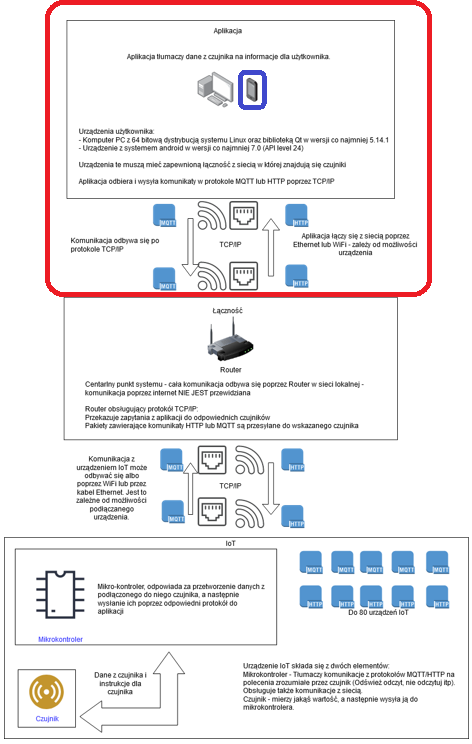 Aplikacja
Aplikacja tłumaczy dane z czujnika na informacje dla użytkownika.
Urządzenia użytkownika:
- Komputer PC z 64 bitową dystrybucją systemu Linux oraz biblioteką Qt w wersji co najmniej 5.14.1
- Urządzenie z systemem android w wersji co najmniej 7.0 (API level 24)
Urządzenia te muszą mieć zapewnioną łączność z siecią w której znajdują się czujniki
Aplikacja odbiera i wysyła komunikaty w protokole MQTT lub HTTP poprzez TCP/IP
MQTT
HTTP
Komunikacja odbywa się po
protokole TCP/IP
TCP/IP
Aplikacja łączy się z siecią poprzez
Ethernet lub WiFi - zależy od możliwości
urządzenia
MQTT
HTTP
Łączność
Router
Centarlny punkt systemu - cała komunikacja odbywa się poprzez Router w sieci lokalnej -
komunikacja poprzez internet NIE JEST przewidziana
Router obsługujący protokół TCP/IP:
Przekazuje zapytania z aplikacji do odpowiednich czujników
Pakiety zawierające komunikaty HTTP lub MQTT są przesyłane do wskazanego czujnika
Komunikacja z
urządzeniem IoT może
odbywać się albo
poprzez WiFi lub przez
kabel Ethernet. Jest to
zależne od możliwości
podłączanego
urządzenia.
MQTT
HTTP
TCP/IP
MQTT
HTTP
IoT
Mikro-kontroler, odpowiada za przetworzenie danych z
podłączonego do niego czujnika, a następnie
wysłanie ich poprzez odpowiedni protokół do
aplikacji
Mikrokontroler
MQTT MQTT MQTT MQTT MQTT
HTTP HTTP HTTP HTTP HTTP
Do 80 urządzeń IoT
Dane z czujnika i
instrukcje dla
czujnika
Czujnik
Urządzenie IoT składa się z dwóch elementów:
Mikrokontroler - Tłumaczy komunikacje z protokołów MQTT/HTTP na
polecenia zrozumiałe przez czujnik (Odśwież odczyt, nie odczytuj itp).
Obsługuje także komunikacje z siecią.
Czujnik - mierzy jakąś wartość, a następnie wysyła ją do
mikrokontrolera.